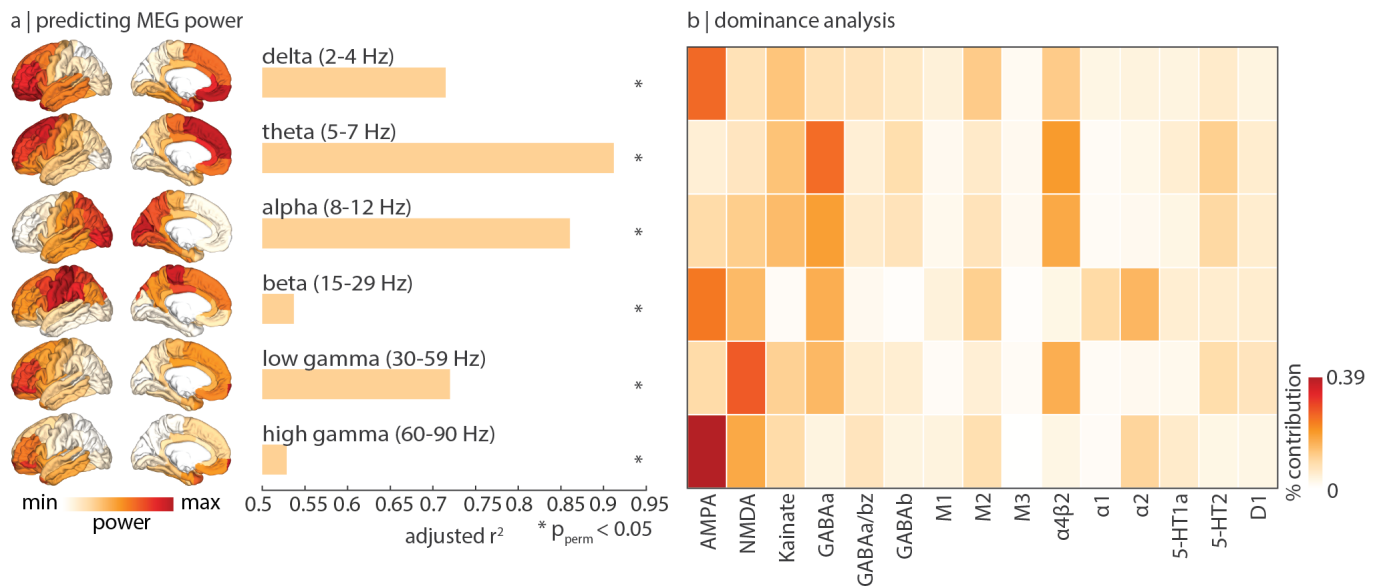 a | predicting MEG power
b | dominance analysis
delta (2-4 Hz)
*
theta (5-7 Hz)
*
alpha (8-12 Hz)
*
beta (15-29 Hz)
*
low gamma (30-59 Hz)
*
high gamma (60-90 Hz)
*
min max
power
0.5 0.55 0.6 0.65 0.7 0.75 0.8 0.85 0.9 0.95
adjusted r²
* pperm < 0.05
AMPA
NMDA
Kainate
GABAa
GABAa/bz
GABAb
M1
M2
M3
α4β2
α1
α2
5-HT1a
5-HT2
D1
% contribution
0.39
0